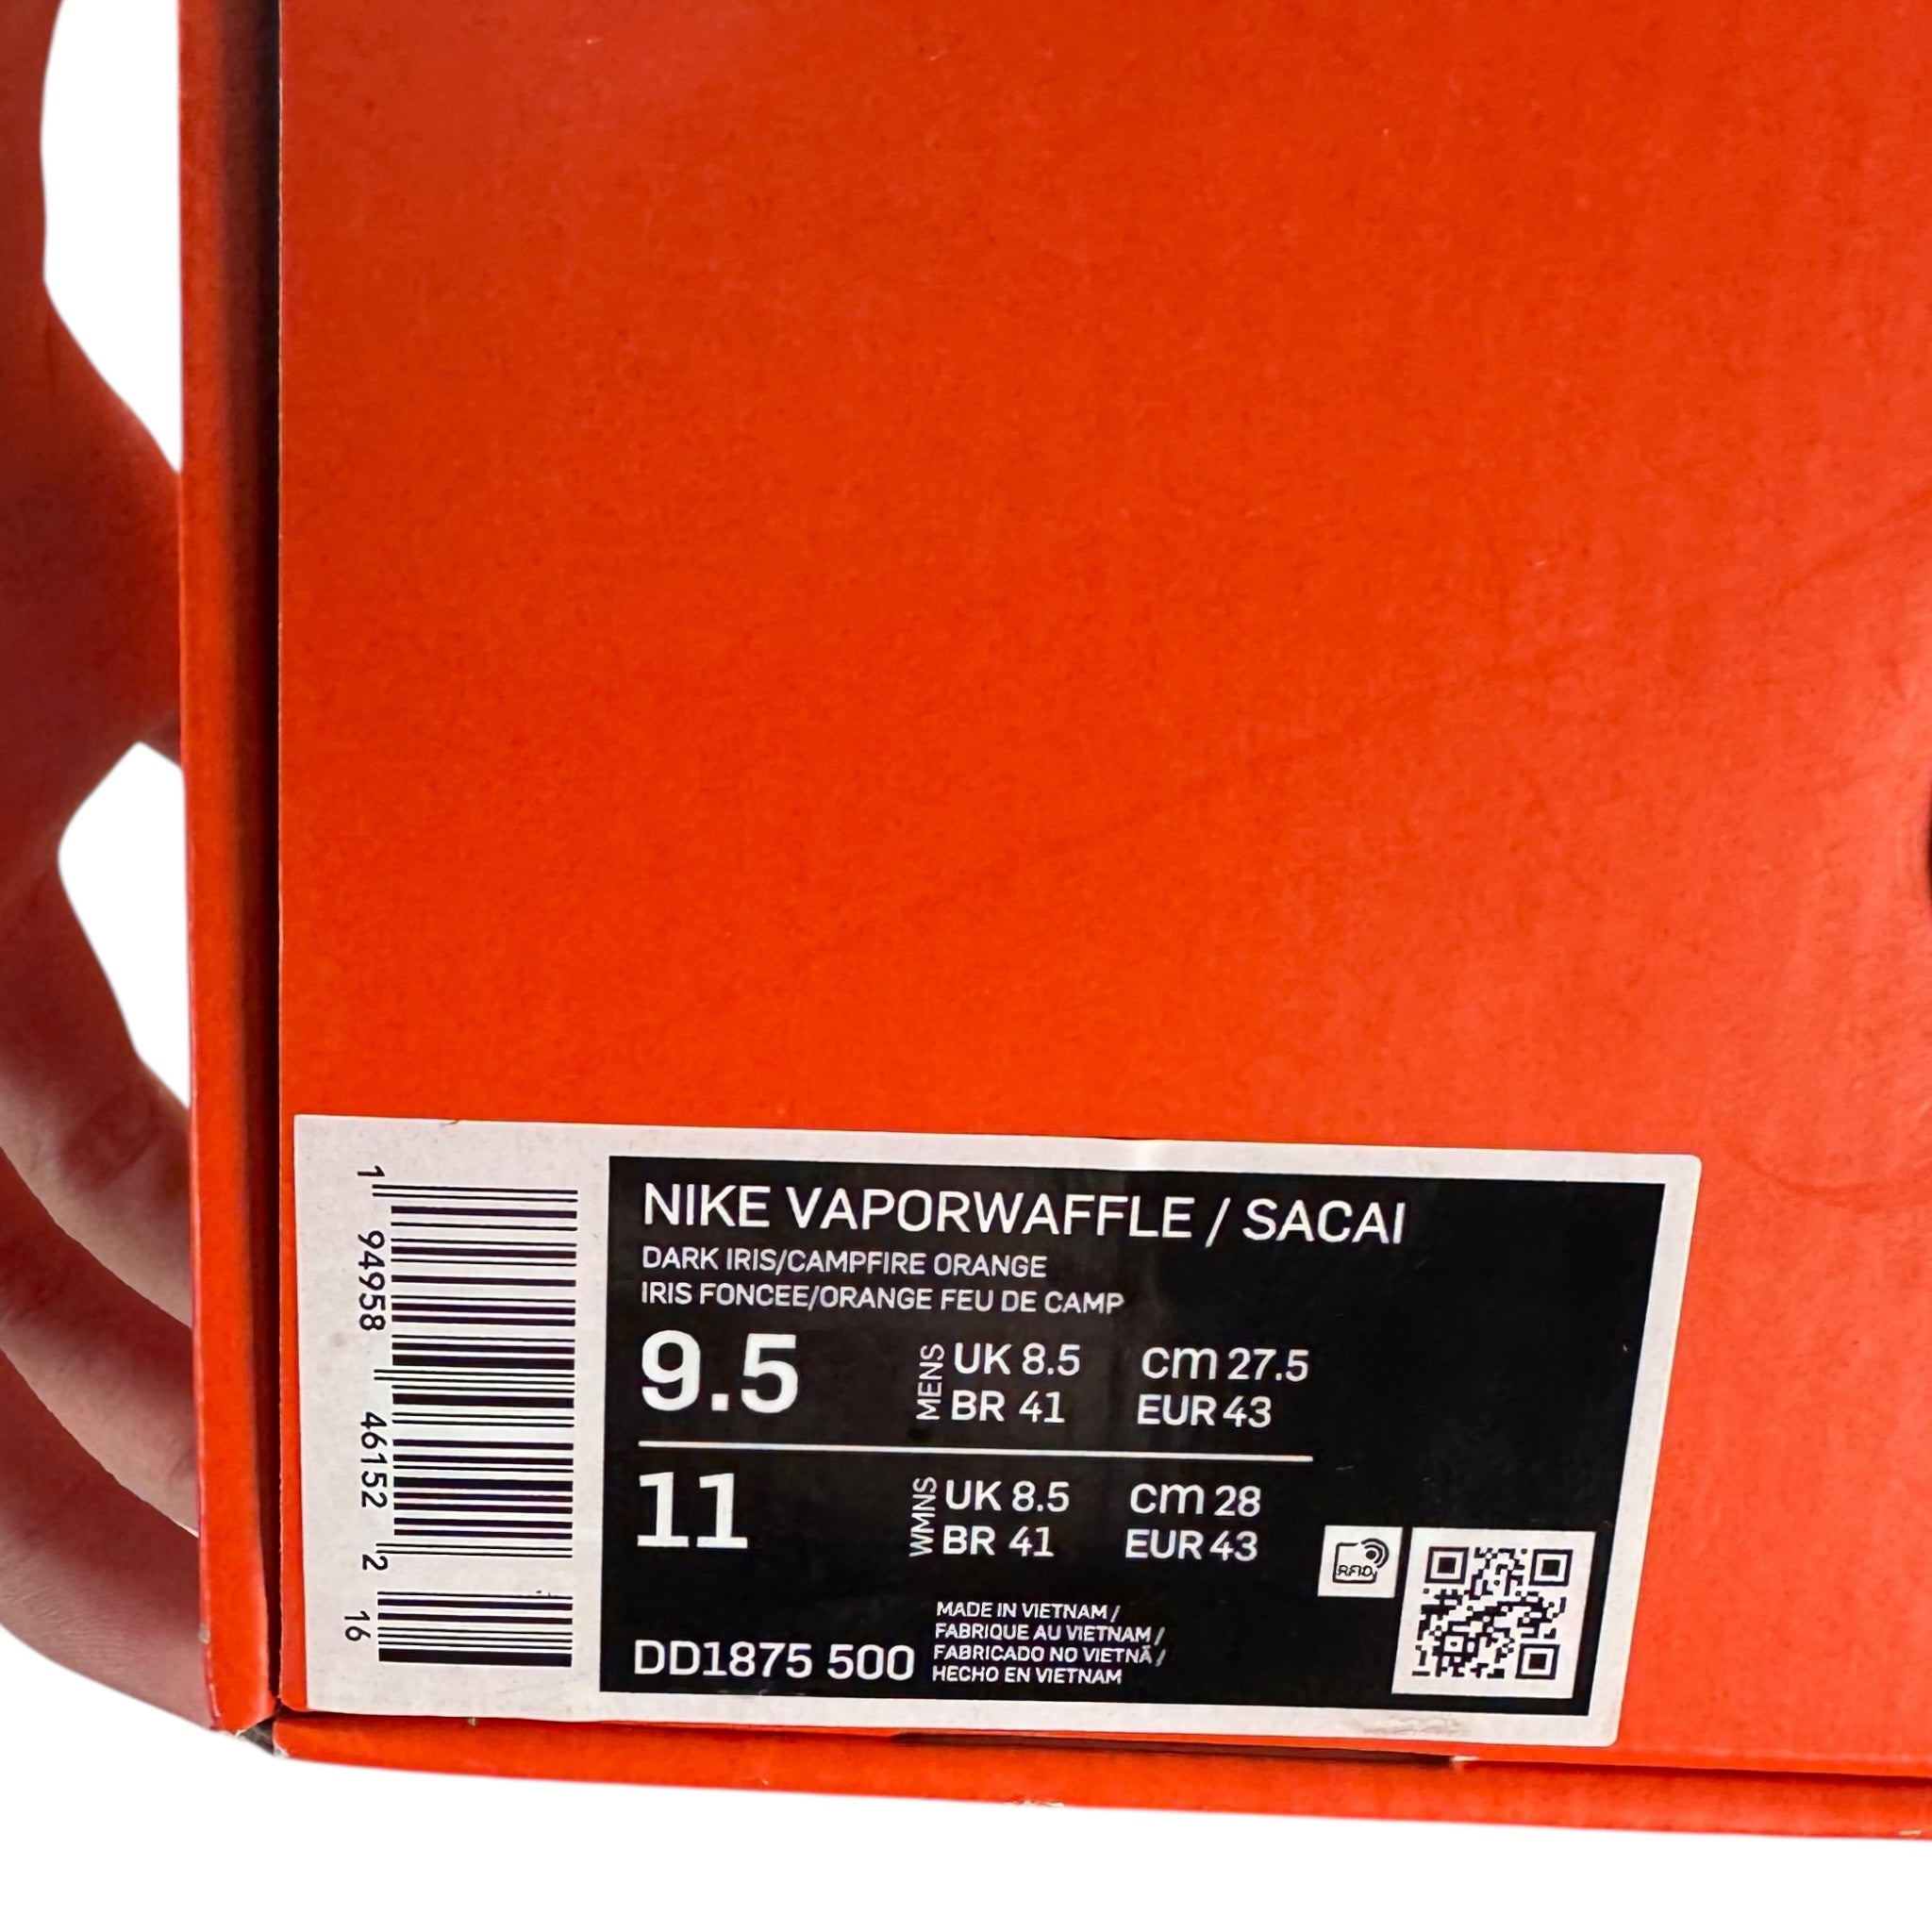 NIKE VAPORWAFFLE / SACAI
DARK IRIS/CAMPFIRE ORANGE
IRIS FONCEE/ORANGE FEU DE CAMP
9.5 MENS UK 8.5 cm 27.5
BR 41 EUR 43
11 WMNS UK 8.5 cm 28
BR 41 EUR 43
DD1875 500
MADE IN VIETNAM /
FABRIQUE AU VIETNAM /
FABRICADO NO VIETNÃ /
HECHO EN VIETNAM
RFID
1 94958 46152 2 16